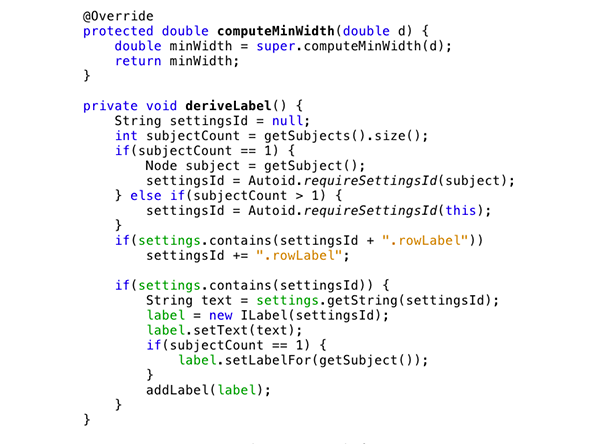 @Override
protected double computeMinWidth(double d) {
    double minWidth = super.computeMinWidth(d);
    return minWidth;
}

private void deriveLabel() {
    String settingsId = null;
    int subjectCount = getSubjects().size();
    if(subjectCount == 1) {
        Node subject = getSubject();
        settingsId = Autoid.requireSettingsId(subject);
    } else if(subjectCount > 1) {
        settingsId = Autoid.requireSettingsId(this);
    }
    if(settings.contains(settingsId + ".rowLabel"))
        settingsId += ".rowLabel";

    if(settings.contains(settingsId)) {
        String text = settings.getString(settingsId);
        label = new ILabel(settingsId);
        label.setText(text);
        if(subjectCount == 1) {
            label.setLabelFor(getSubject());
        }
        addLabel(label);
    }
}